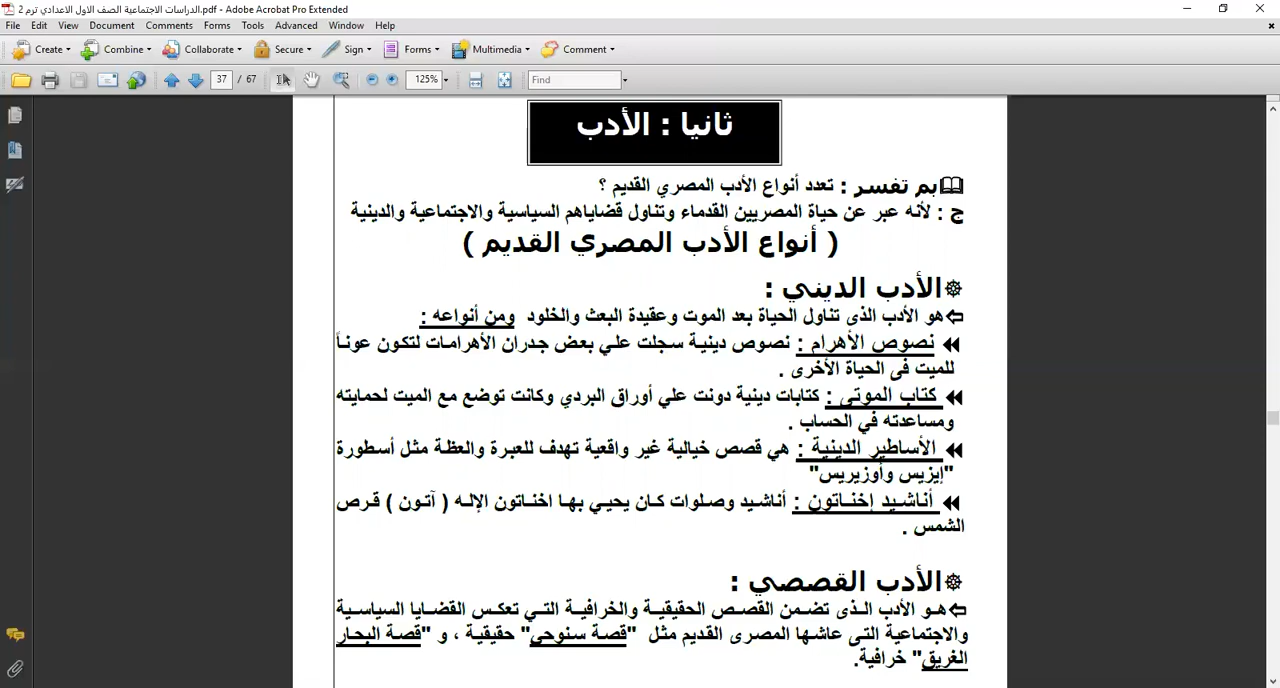 الدراسات الاجتماعية الصف الاول الاعدادي ترم 2.pdf - Adobe Acrobat Pro Extended
File Edit View Document Comments Forms Tools Advanced Window Help
Create Combine Collaborate Secure Sign Forms Multimedia Comment
37 / 67 125% Find
ثانيا : الأدب
بم تفسر : تعدد أنواع الأدب المصري القديم ؟
ج : لأنه عبر عن حياة المصريين القدماء وتناول قضاياهم السياسية والاجتماعية والدينية
( أنواع الأدب المصري القديم )
الأدب الديني :
هو الأدب الذى تناول الحياة بعد الموت وعقيدة البعث والخلود ومن أنواعه :
نصوص الأهرام : نصوص دينية سجلت علي بعض جدران الأهرامات لتكون عوناً
للميت فى الحياة الأخرى .
كتاب الموتى : كتابات دينية دونت علي أوراق البردي وكانت توضع مع الميت لحمايته
ومساعدته في الحساب .
الأساطير الدينية : هي قصص خيالية غير واقعية تهدف للعبرة والعظة مثل أسطورة
"إيزيس وأوزيريس"
أناشيد إخناتون : أناشيد وصلوات كان يحيي بها اخناتون الإله ( آتون ) قرص
الشمس .
الأدب القصصي :
هو الأدب الذى تضمن القصص الحقيقية والخرافية التي تعكس القضايا السياسية
والاجتماعية التى عاشها المصرى القديم مثل "قصة سنوحي" حقيقية ، و "قصة البحار
الغريق" خرافية.